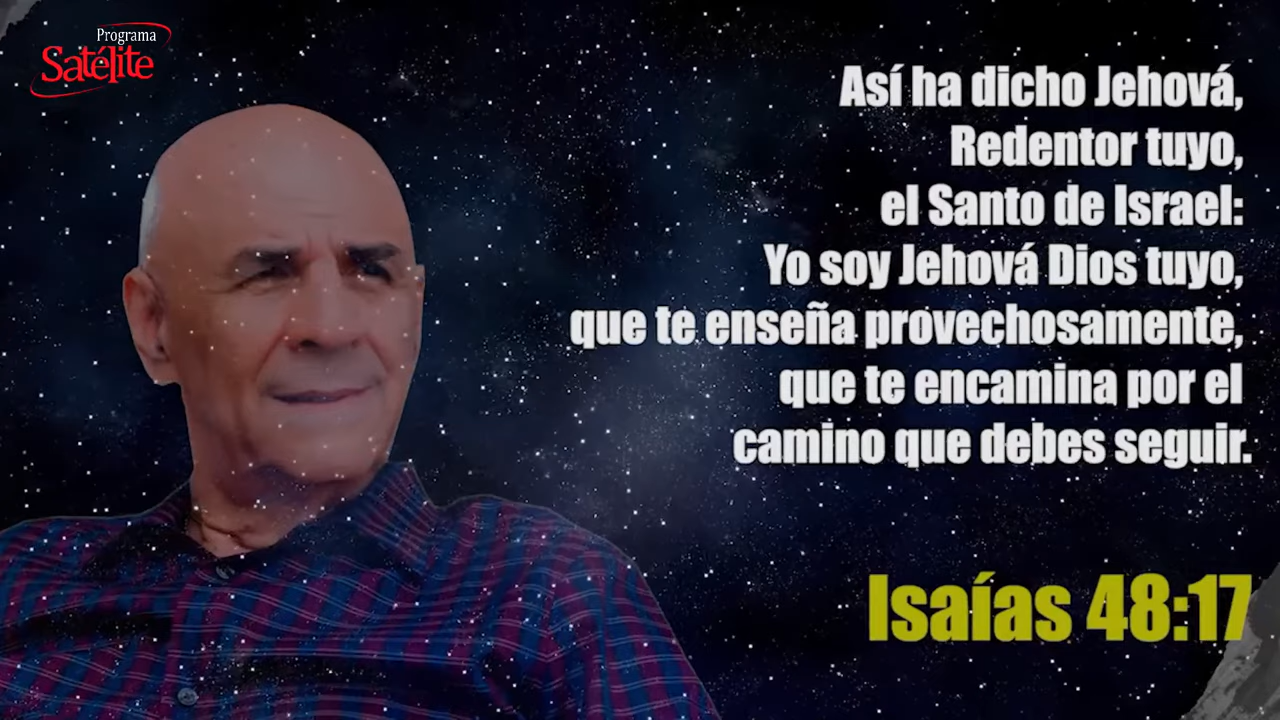 Programa
Satélite
Así ha dicho Jehová,
Redentor tuyo,
el Santo de Israel:
Yo soy Jehová Dios tuyo,
que te enseña provechosamente,
que te encamina por el
camino que debes seguir.
Isaías 48:17